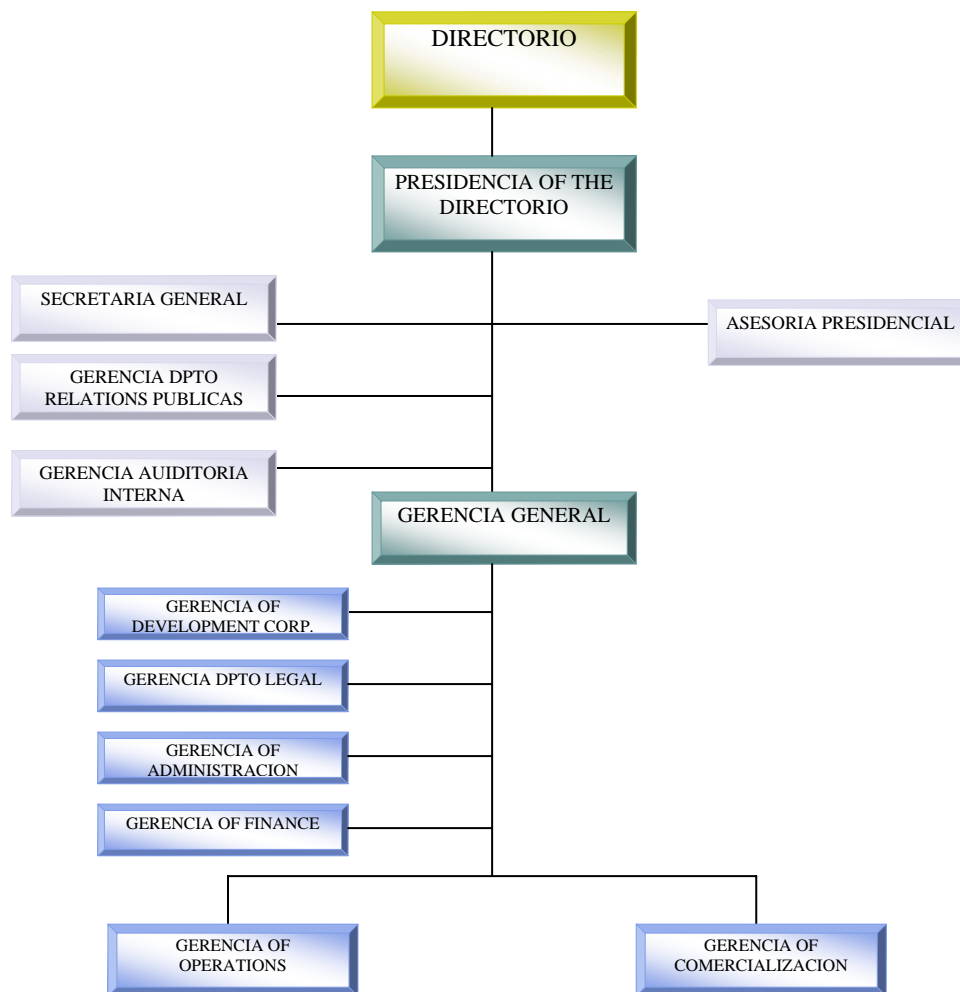 DIRECTORIO
PRESIDENCIA OF THE
DIRECTORIO
SECRETARIA GENERAL
ASESORIA PRESIDENCIAL
GERENCIA DPTO
RELATIONS PUBLICAS
GERENCIA AUIDITORIA
INTERNA
GERENCIA GENERAL
GERENCIA OF
DEVELOPMENT CORP.
GERENCIA DPTO LEGAL
GERENCIA OF
ADMINISTRACION
GERENCIA OF FINANCE
GERENCIA OF
OPERATIONS
GERENCIA OF
COMERCIALIZACION